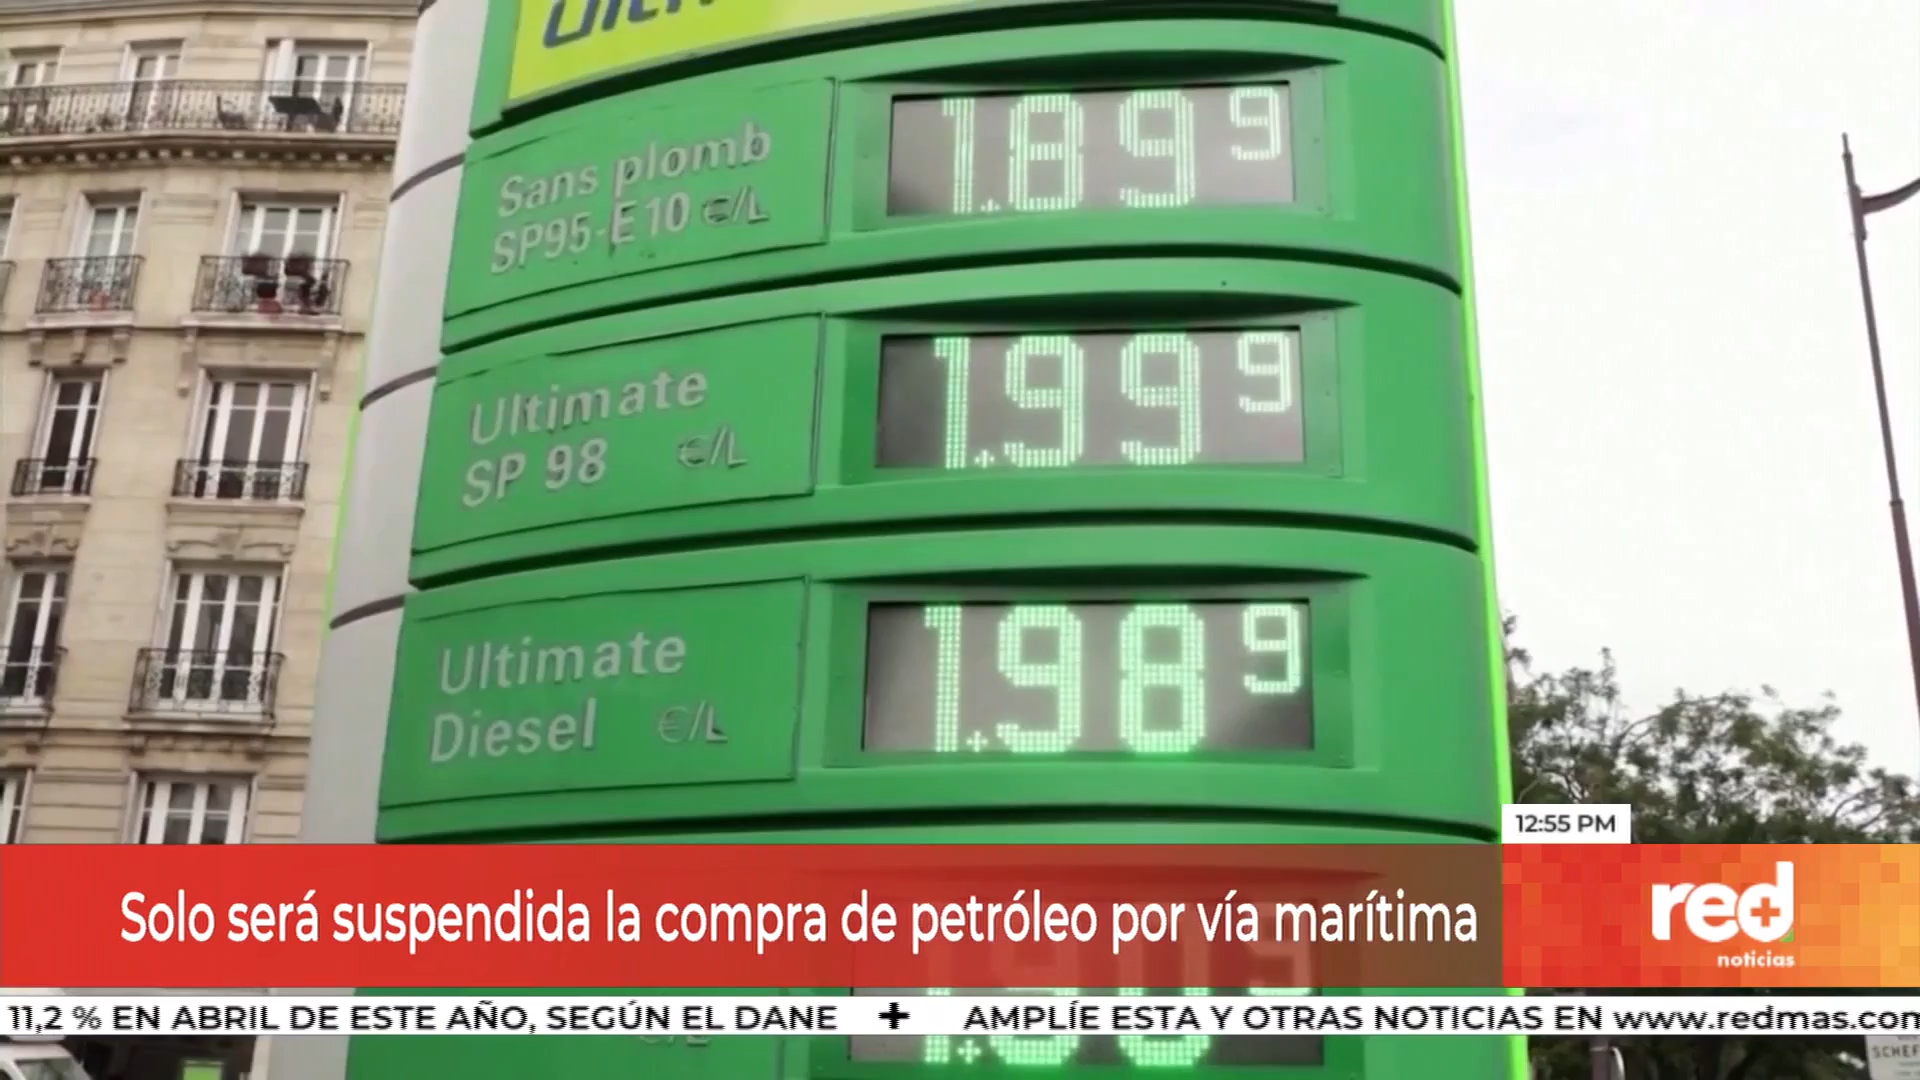 Sans plomb
SP95-E10 €/L
1.899
Ultimate
SP 98 €/L
1.999
Ultimate
Diesel €/L
1.989
12:55 PM
Solo será suspendida la compra de petróleo por vía marítima
red+
noticias
11,2 % EN ABRIL DE ESTE AÑO, SEGÚN EL DANE + AMPLÍE ESTA Y OTRAS NOTICIAS EN www.redmas.com
€/L